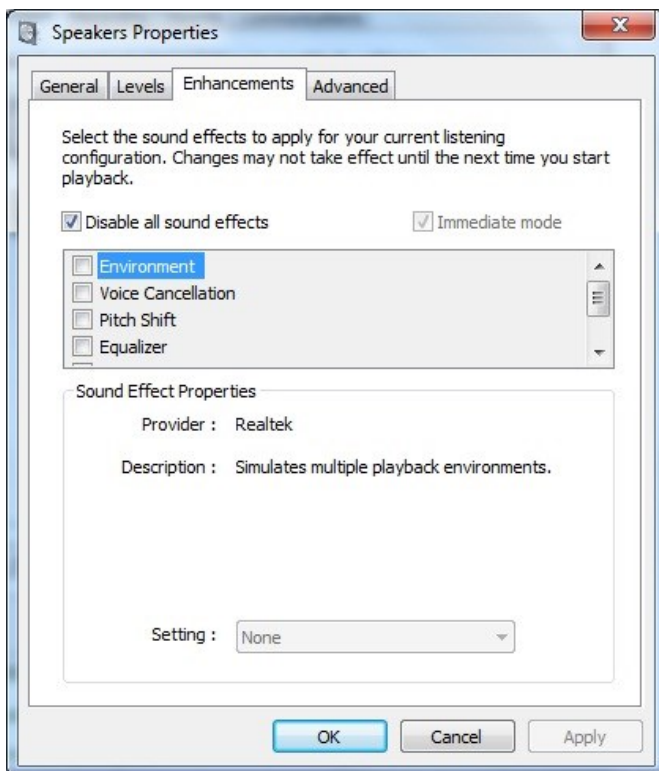 Speakers Properties
General Levels Enhancements Advanced
Select the sound effects to apply for your current listening
configuration. Changes may not take effect until the next time you start
playback.
Disable all sound effects Immediate mode
Environment
Voice Cancellation
Pitch Shift
Equalizer
Sound Effect Properties
Provider : Realtek
Description : Simulates multiple playback environments.
Setting : None
OK Cancel Apply